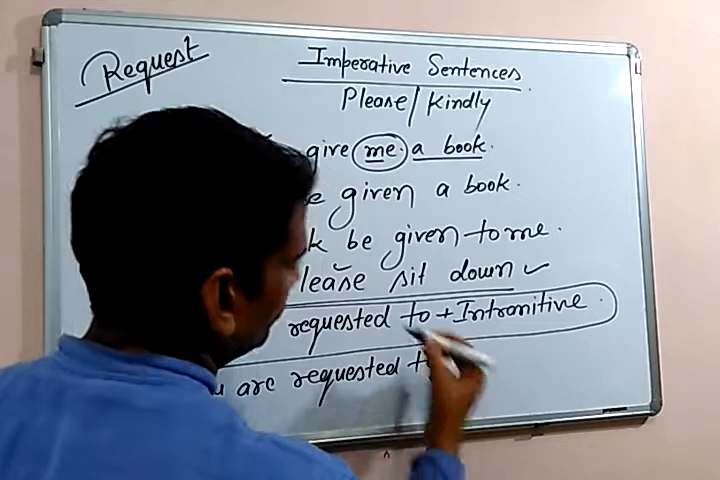 Request
Imperative Sentences
Please/Kindly
give me a book.
given a book.
be given to me.
lease sit down ✓
requested to + Intransitive
are requested t